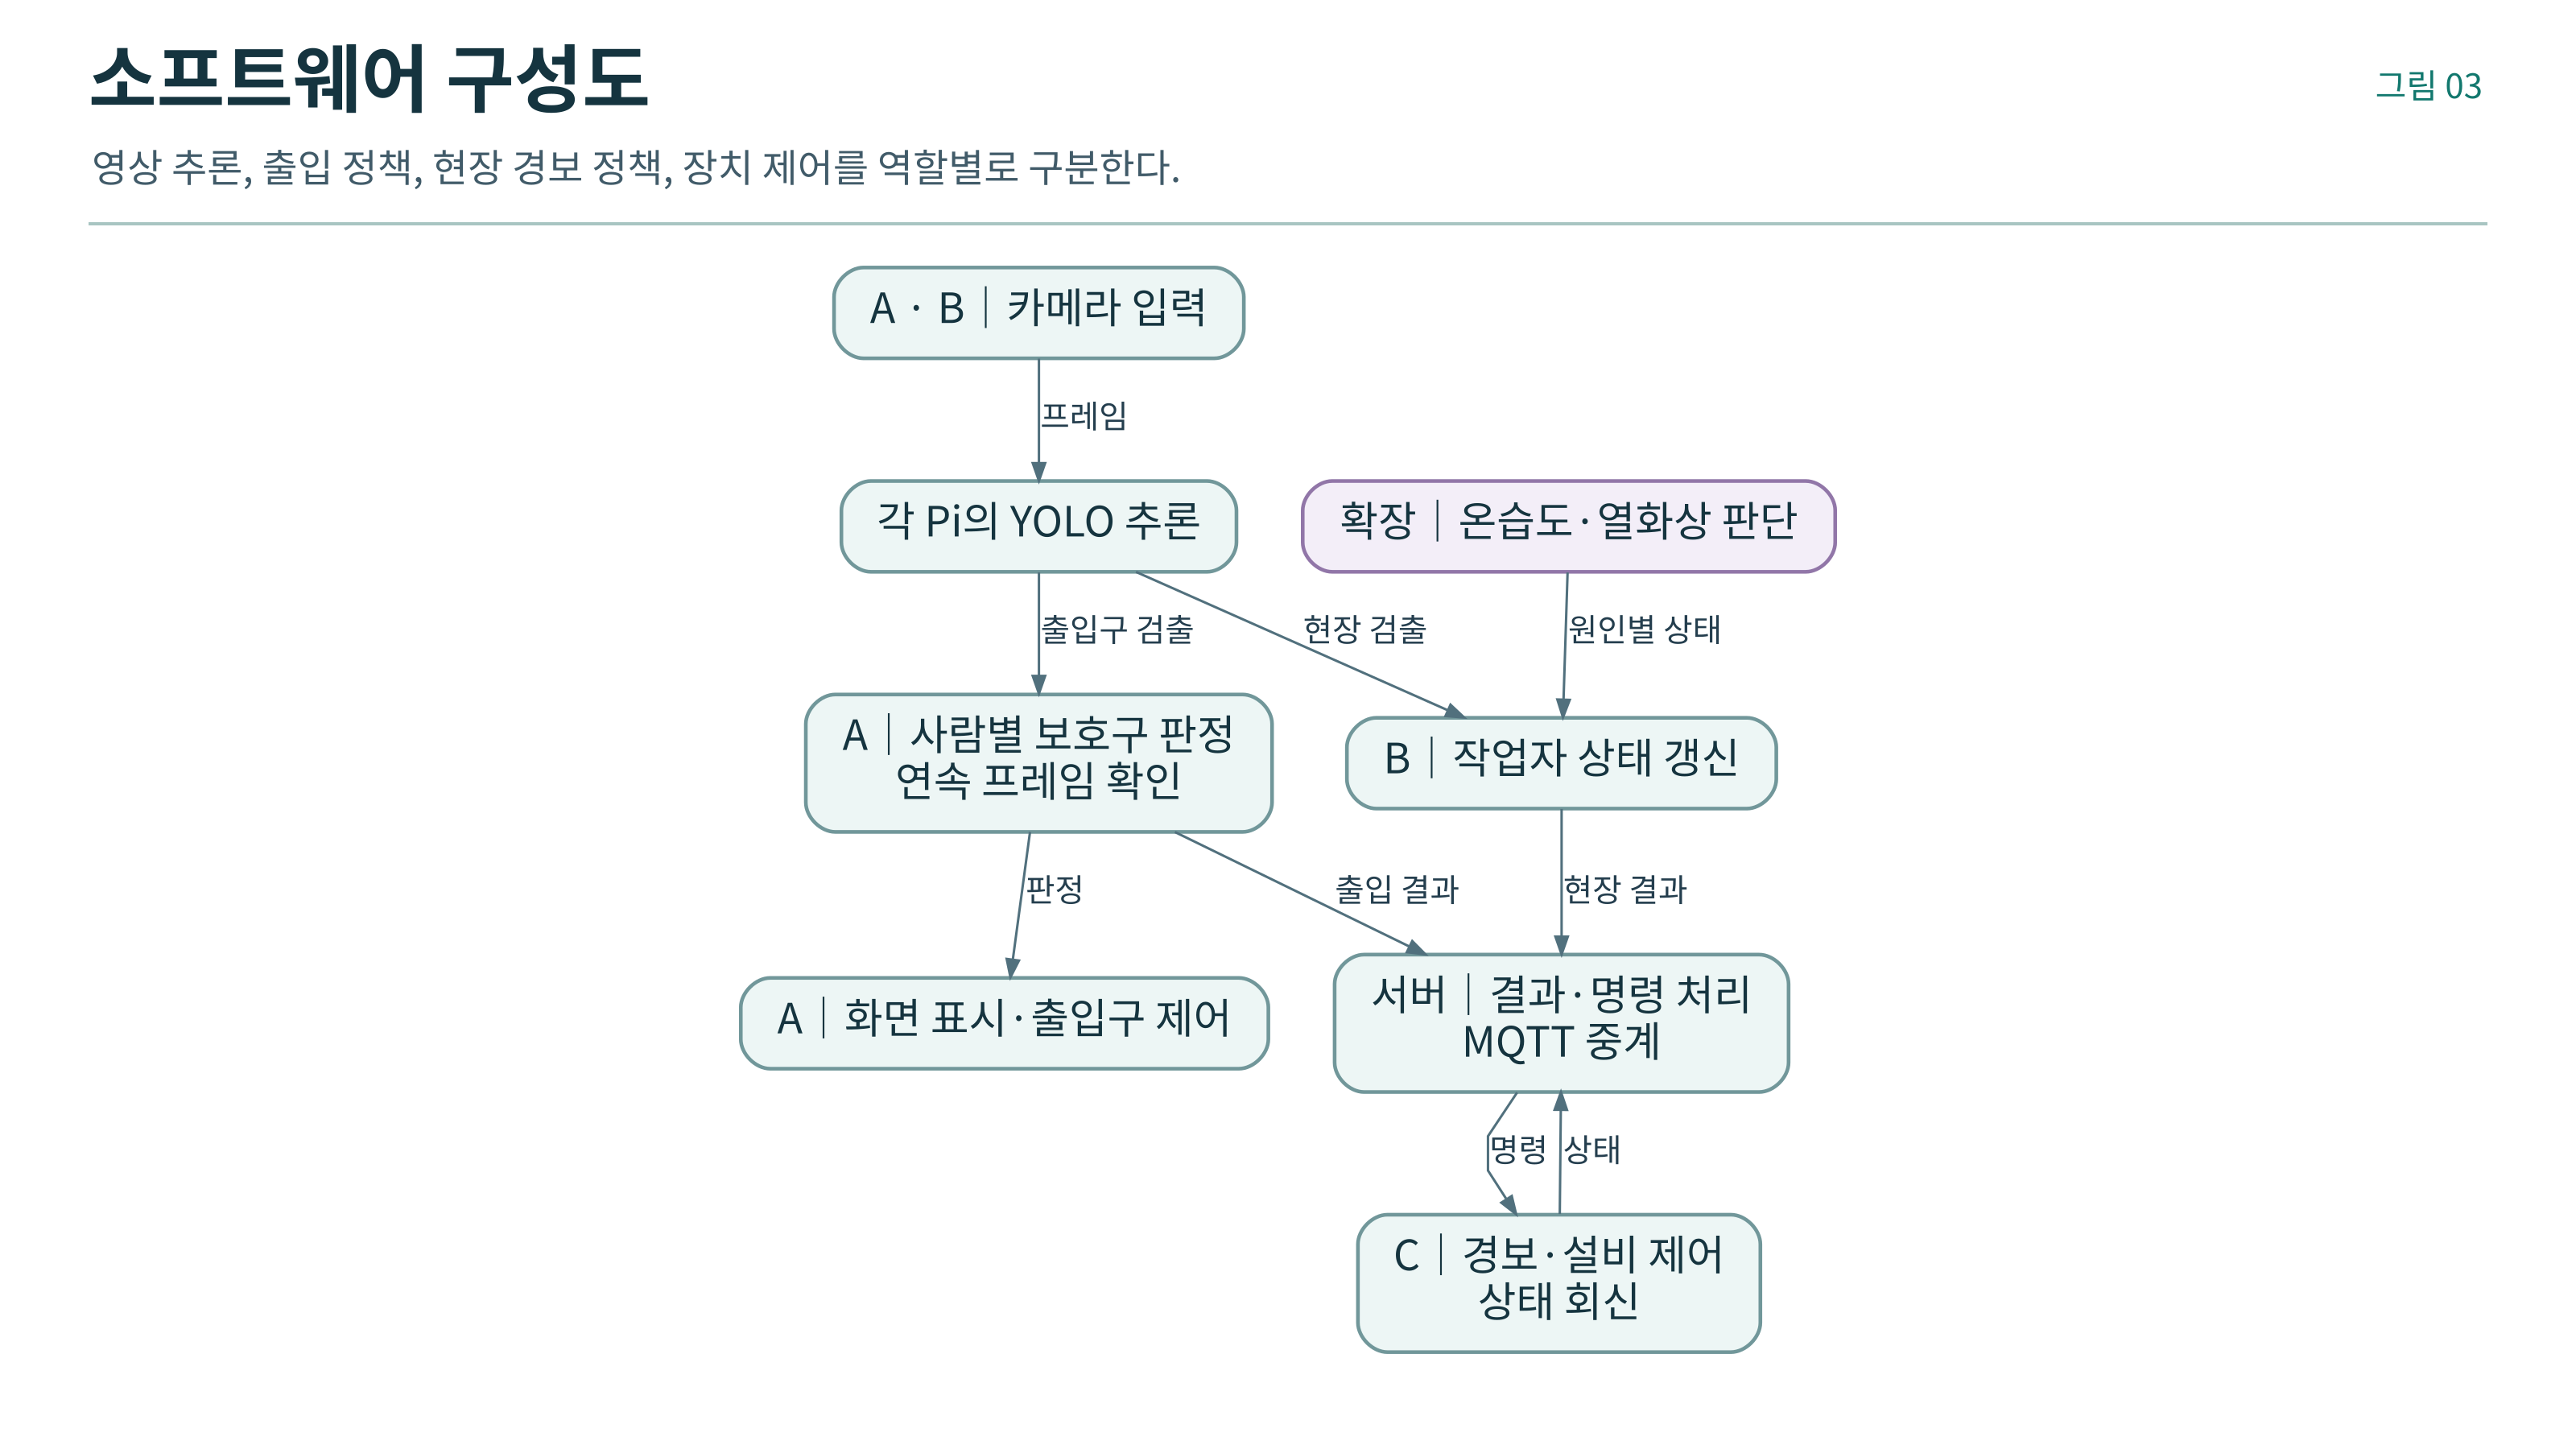 소프트웨어 구성도
그림 03
영상 추론, 출입 정책, 현장 경보 정책, 장치 제어를 역할별로 구분한다.
A · B｜카메라 입력
프레임
각 Pi의 YOLO 추론
확장｜온습도·열화상 판단
출입구 검출
현장 검출
원인별 상태
A｜사람별 보호구 판정
연속 프레임 확인
B｜작업자 상태 갱신
판정
출입 결과
현장 결과
A｜화면 표시·출입구 제어
서버｜결과·명령 처리
MQTT 중계
명령
상태
C｜경보·설비 제어
상태 회신